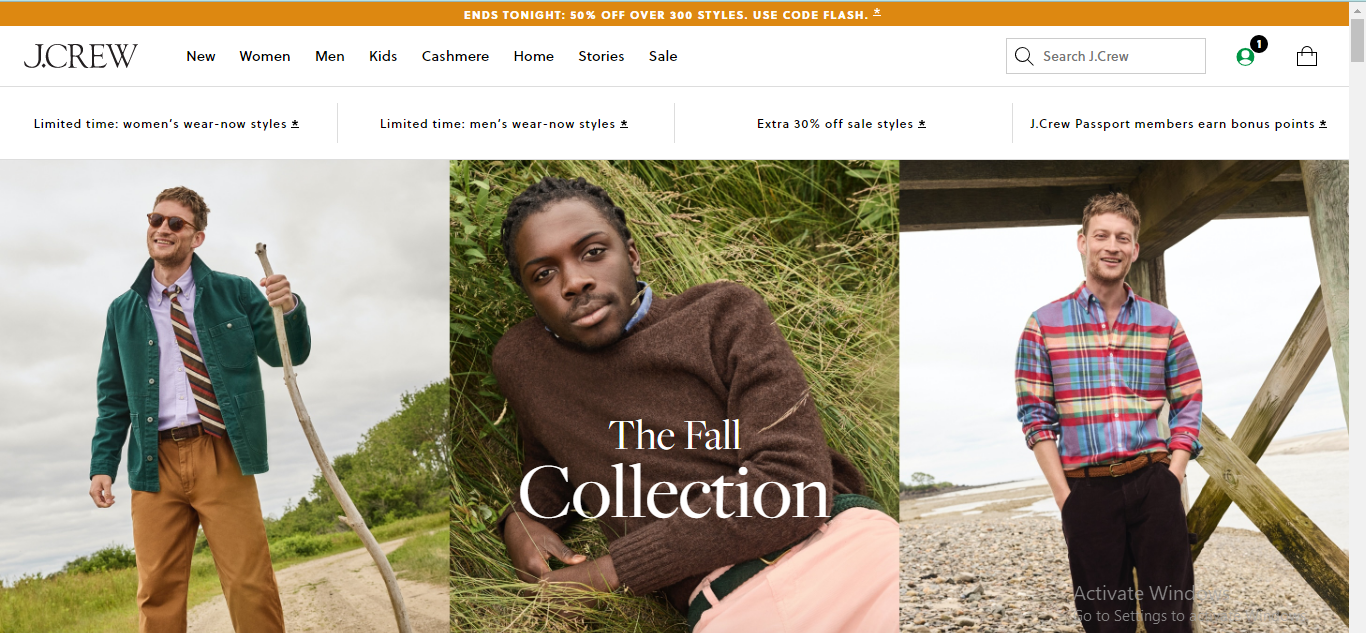 ENDS TONIGHT: 50% OFF OVER 300 STYLES. USE CODE FLASH. *
J.CREW
New Women Men Kids Cashmere Home Stories Sale
Search J.Crew
1
Limited time: women's wear-now styles *
Limited time: men's wear-now styles *
Extra 30% off sale styles *
J.Crew Passport members earn bonus points *
The Fall
Collection
Activate
Go to Settings to